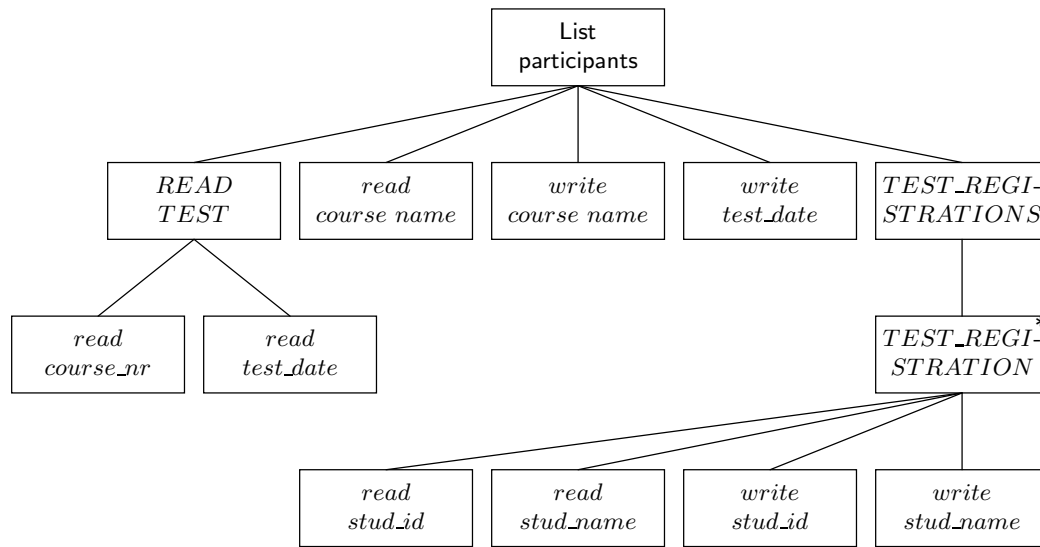 List
participants
READ
TEST
read
course name
write
course name
write
test_date
TEST_REGI-
STRATIONS
read
course_nr
read
test_date
*
TEST_REGI-
STRATION
read
stud_id
read
stud_name
write
stud_id
write
stud_name